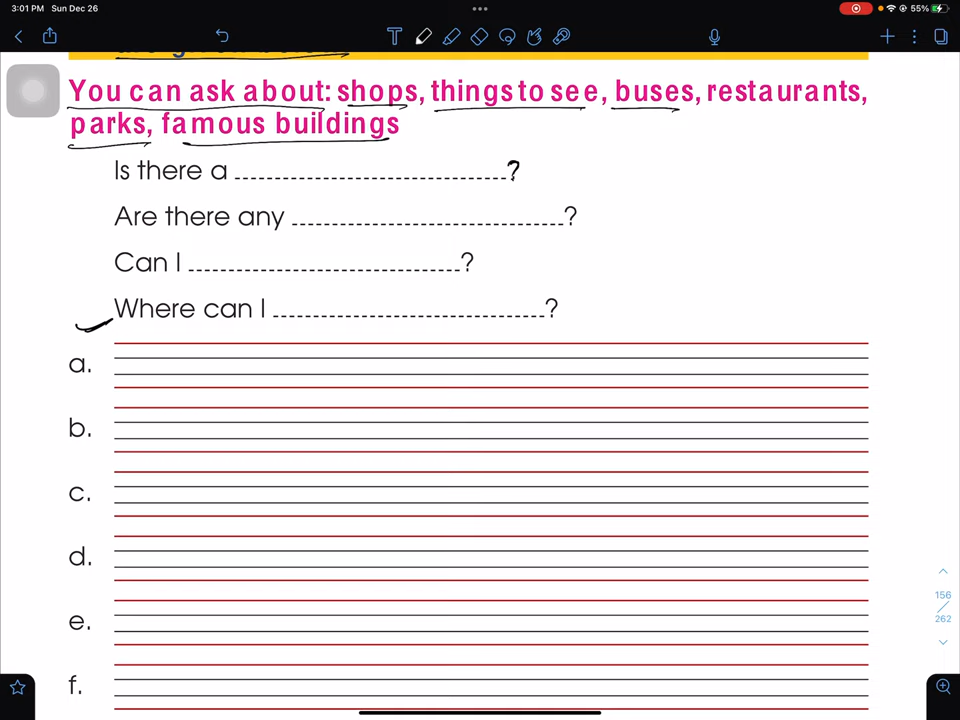 3:01 PM Sun Dec 26 55%
You can ask about: shops, things to see, buses, restaurants,
parks, famous buildings
Is there a ..................................?
Are there any ..................................?
Can I ..................................?
Where can I ..................................?
a.
b.
c.
d.
e.
f.
156
262